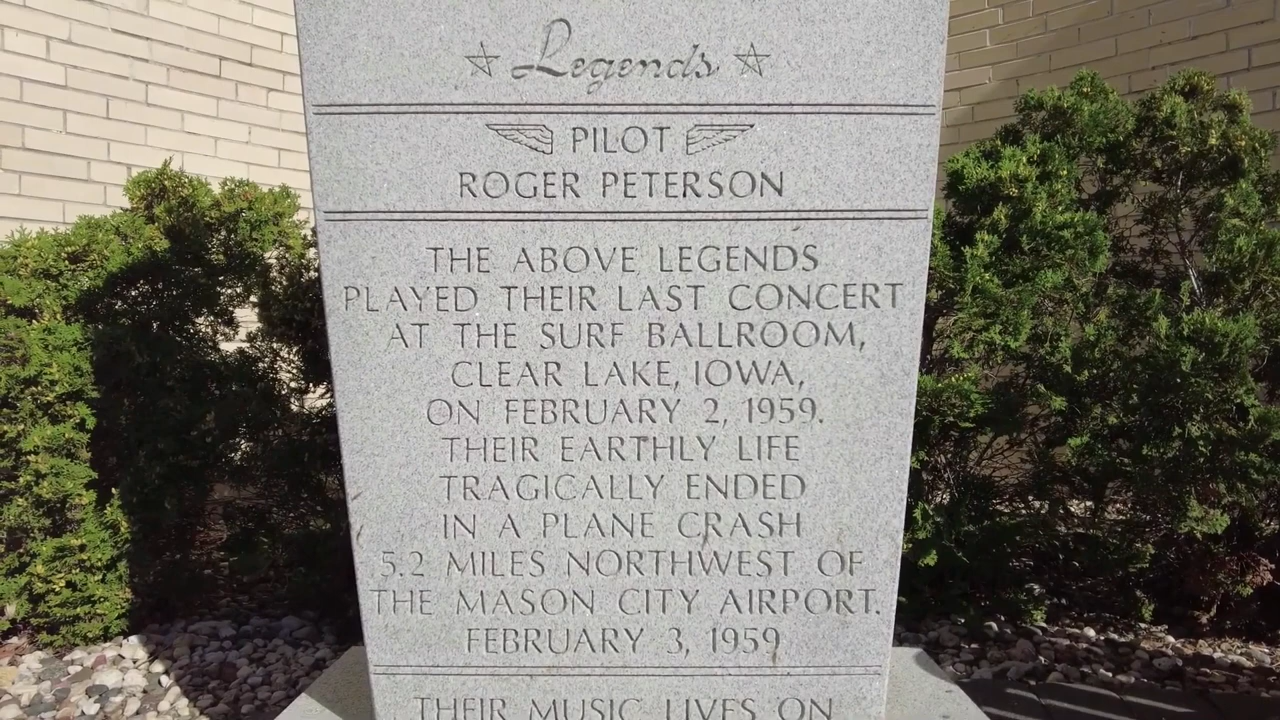 Legends
PILOT
ROGER PETERSON
THE ABOVE LEGENDS
PLAYED THEIR LAST CONCERT
AT THE SURF BALLROOM,
CLEAR LAKE, IOWA,
ON FEBRUARY 2, 1959.
THEIR EARTHLY LIFE
TRAGICALLY ENDED
IN A PLANE CRASH
5.2 MILES NORTHWEST OF
THE MASON CITY AIRPORT.
FEBRUARY 3, 1959
THEIR MUSIC LIVES ON